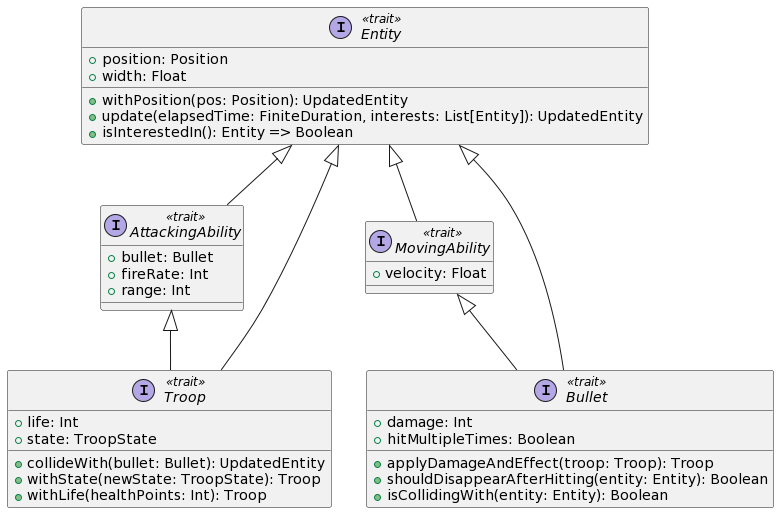 «trait»
I Entity
position: Position
width: Float
withPosition(pos: Position): UpdatedEntity
update(elapsedTime: FiniteDuration, interests: List[Entity]): UpdatedEntity
isInterestedIn(): Entity => Boolean
«trait»
I AttackingAbility
bullet: Bullet
fireRate: Int
range: Int
«trait»
I MovingAbility
velocity: Float
«trait»
I Troop
life: Int
state: TroopState
collideWith(bullet: Bullet): UpdatedEntity
withState(newState: TroopState): Troop
withLife(healthPoints: Int): Troop
«trait»
I Bullet
damage: Int
hitMultipleTimes: Boolean
applyDamageAndEffect(troop: Troop): Troop
shouldDisappearAfterHitting(entity: Entity): Boolean
isCollidingWith(entity: Entity): Boolean